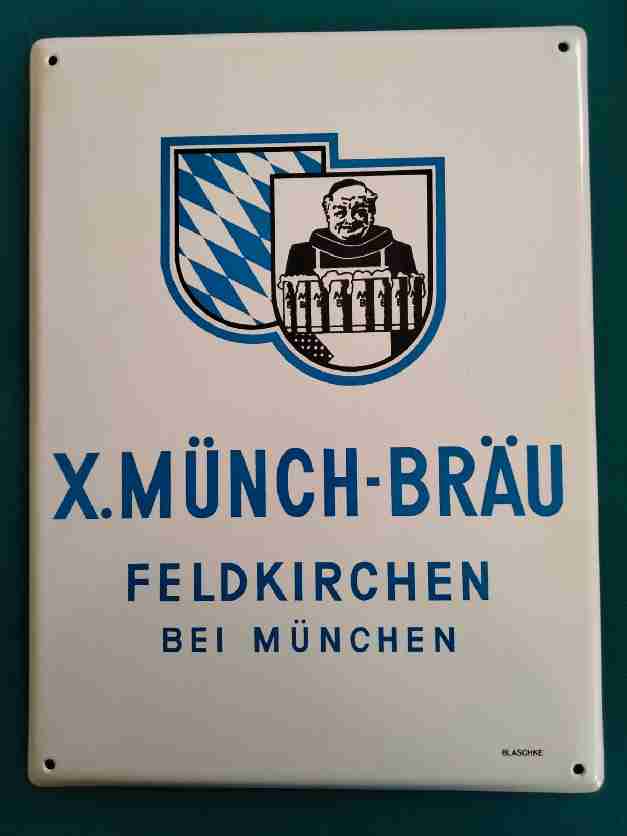 X.MÜNCH-BRÄU
FELDKIRCHEN
BEI MÜNCHEN
BLASCHKE